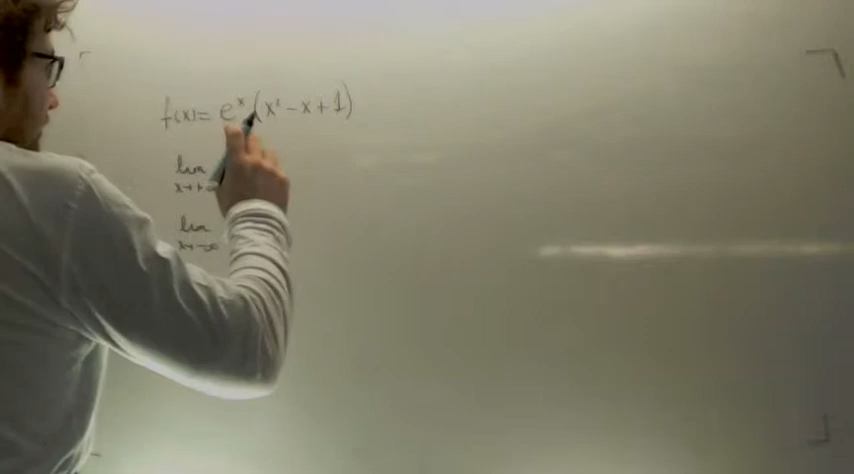 f(x) = e^x (x² - x + 1)
lim x→+∞
lim x→-∞